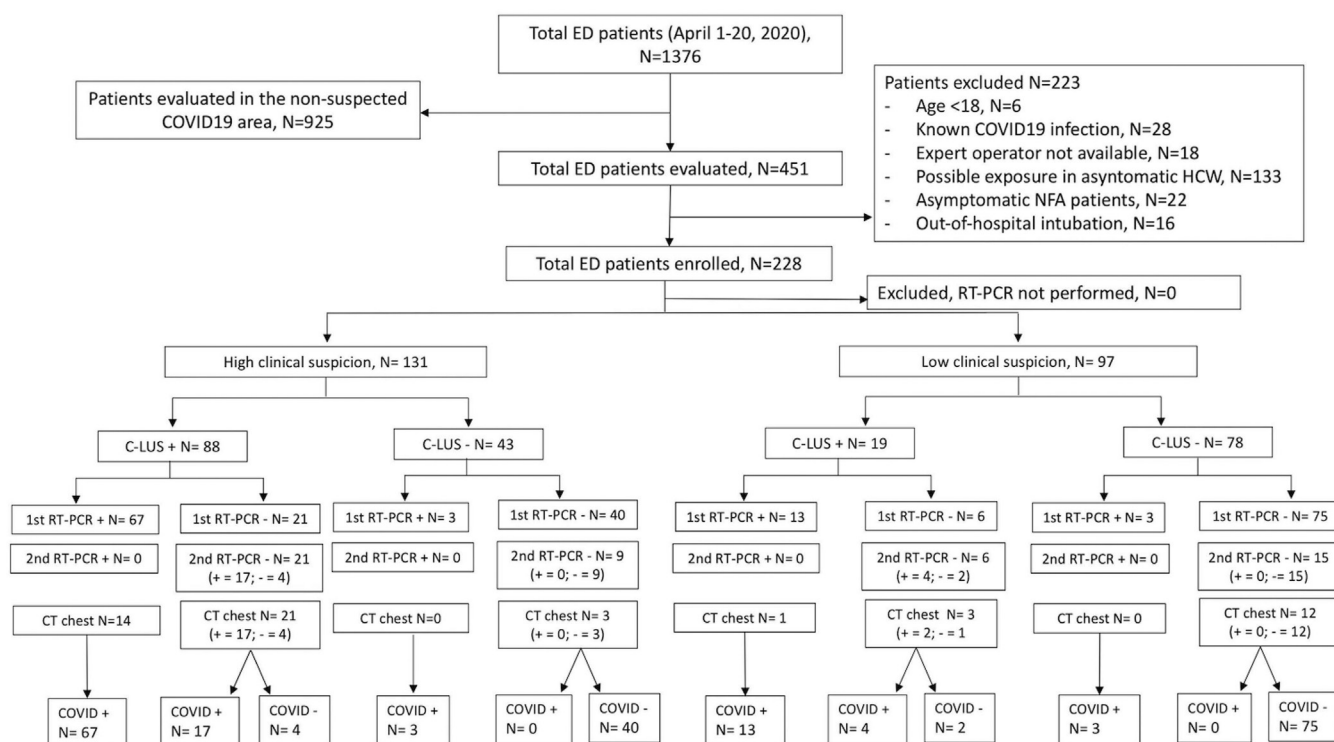 Total ED patients (April 1-20, 2020),
N=1376
Patients evaluated in the non-suspected
COVID19 area, N=925
Patients excluded N=223
- Age <18, N=6
- Known COVID19 infection, N=28
- Expert operator not available, N=18
- Possible exposure in asyntomatic HCW, N=133
- Asymptomatic NFA patients, N=22
- Out-of-hospital intubation, N=16
Total ED patients evaluated, N=451
Total ED patients enrolled, N=228
Excluded, RT-PCR not performed, N=0
High clinical suspicion, N= 131
Low clinical suspicion, N= 97
C-LUS + N= 88
C-LUS - N= 43
C-LUS + N= 19
C-LUS - N= 78
1st RT-PCR + N= 67
1st RT-PCR - N= 21
1st RT-PCR + N= 3
1st RT-PCR - N= 40
1st RT-PCR + N= 13
1st RT-PCR - N= 6
1st RT-PCR + N= 3
1st RT-PCR - N= 75
2nd RT-PCR + N= 0
2nd RT-PCR - N= 21
(+ = 17; - = 4)
2nd RT-PCR + N= 0
2nd RT-PCR - N= 9
(+ = 0; - = 9)
2nd RT-PCR + N= 0
2nd RT-PCR - N= 6
(+ = 4; - = 2)
2nd RT-PCR + N= 0
2nd RT-PCR - N= 15
(+ = 0; - = 15)
CT chest N=14
CT chest N= 21
(+ = 17; - = 4)
CT chest N=0
CT chest N= 3
(+ = 0; - = 3)
CT chest N= 1
CT chest N= 3
(+ = 2; - = 1
CT chest N= 0
CT chest N= 12
(+ = 0; - = 12)
COVID +
N= 67
COVID +
N= 17
COVID -
N= 4
COVID +
N= 3
COVID +
N= 0
COVID -
N= 40
COVID +
N= 13
COVID +
N= 4
COVID -
N= 2
COVID +
N= 3
COVID +
N= 0
COVID -
N= 75